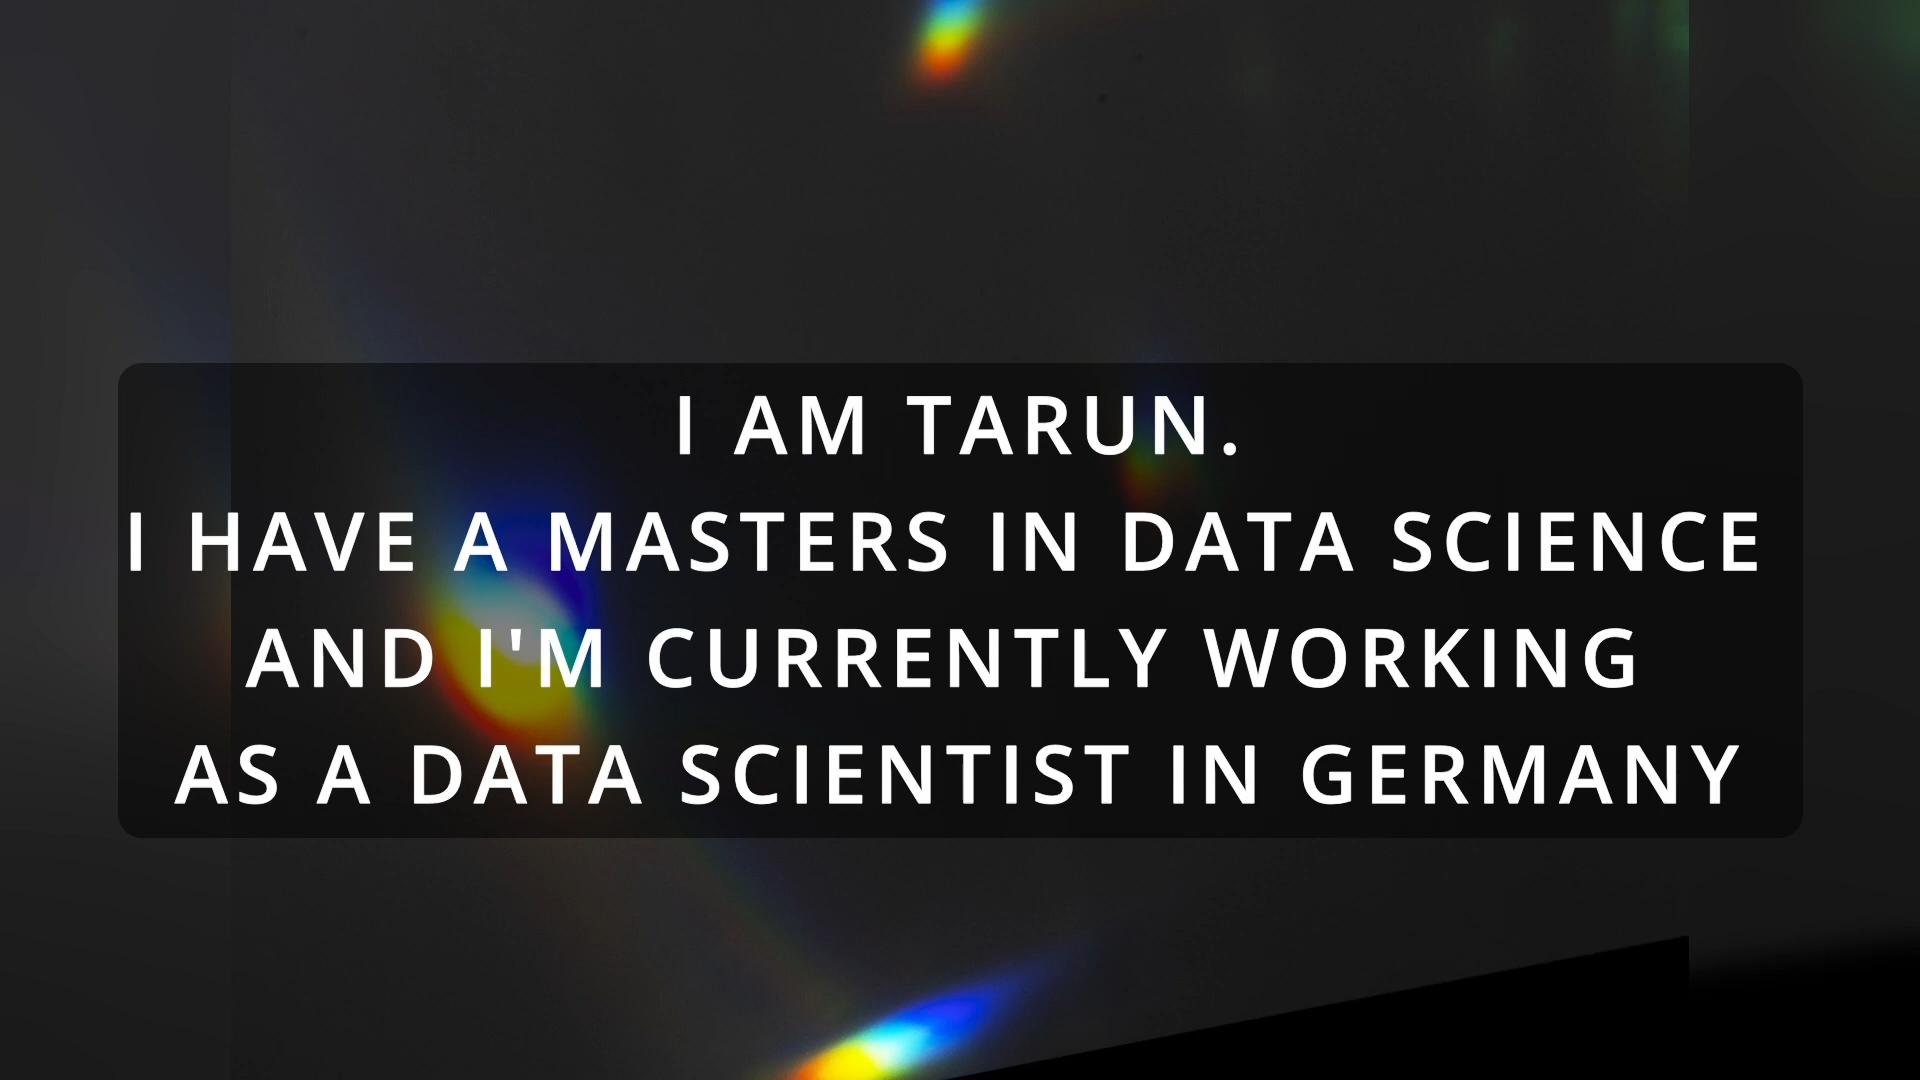 I AM TARUN.
I HAVE A MASTERS IN DATA SCIENCE
AND I'M CURRENTLY WORKING
AS A DATA SCIENTIST IN GERMANY